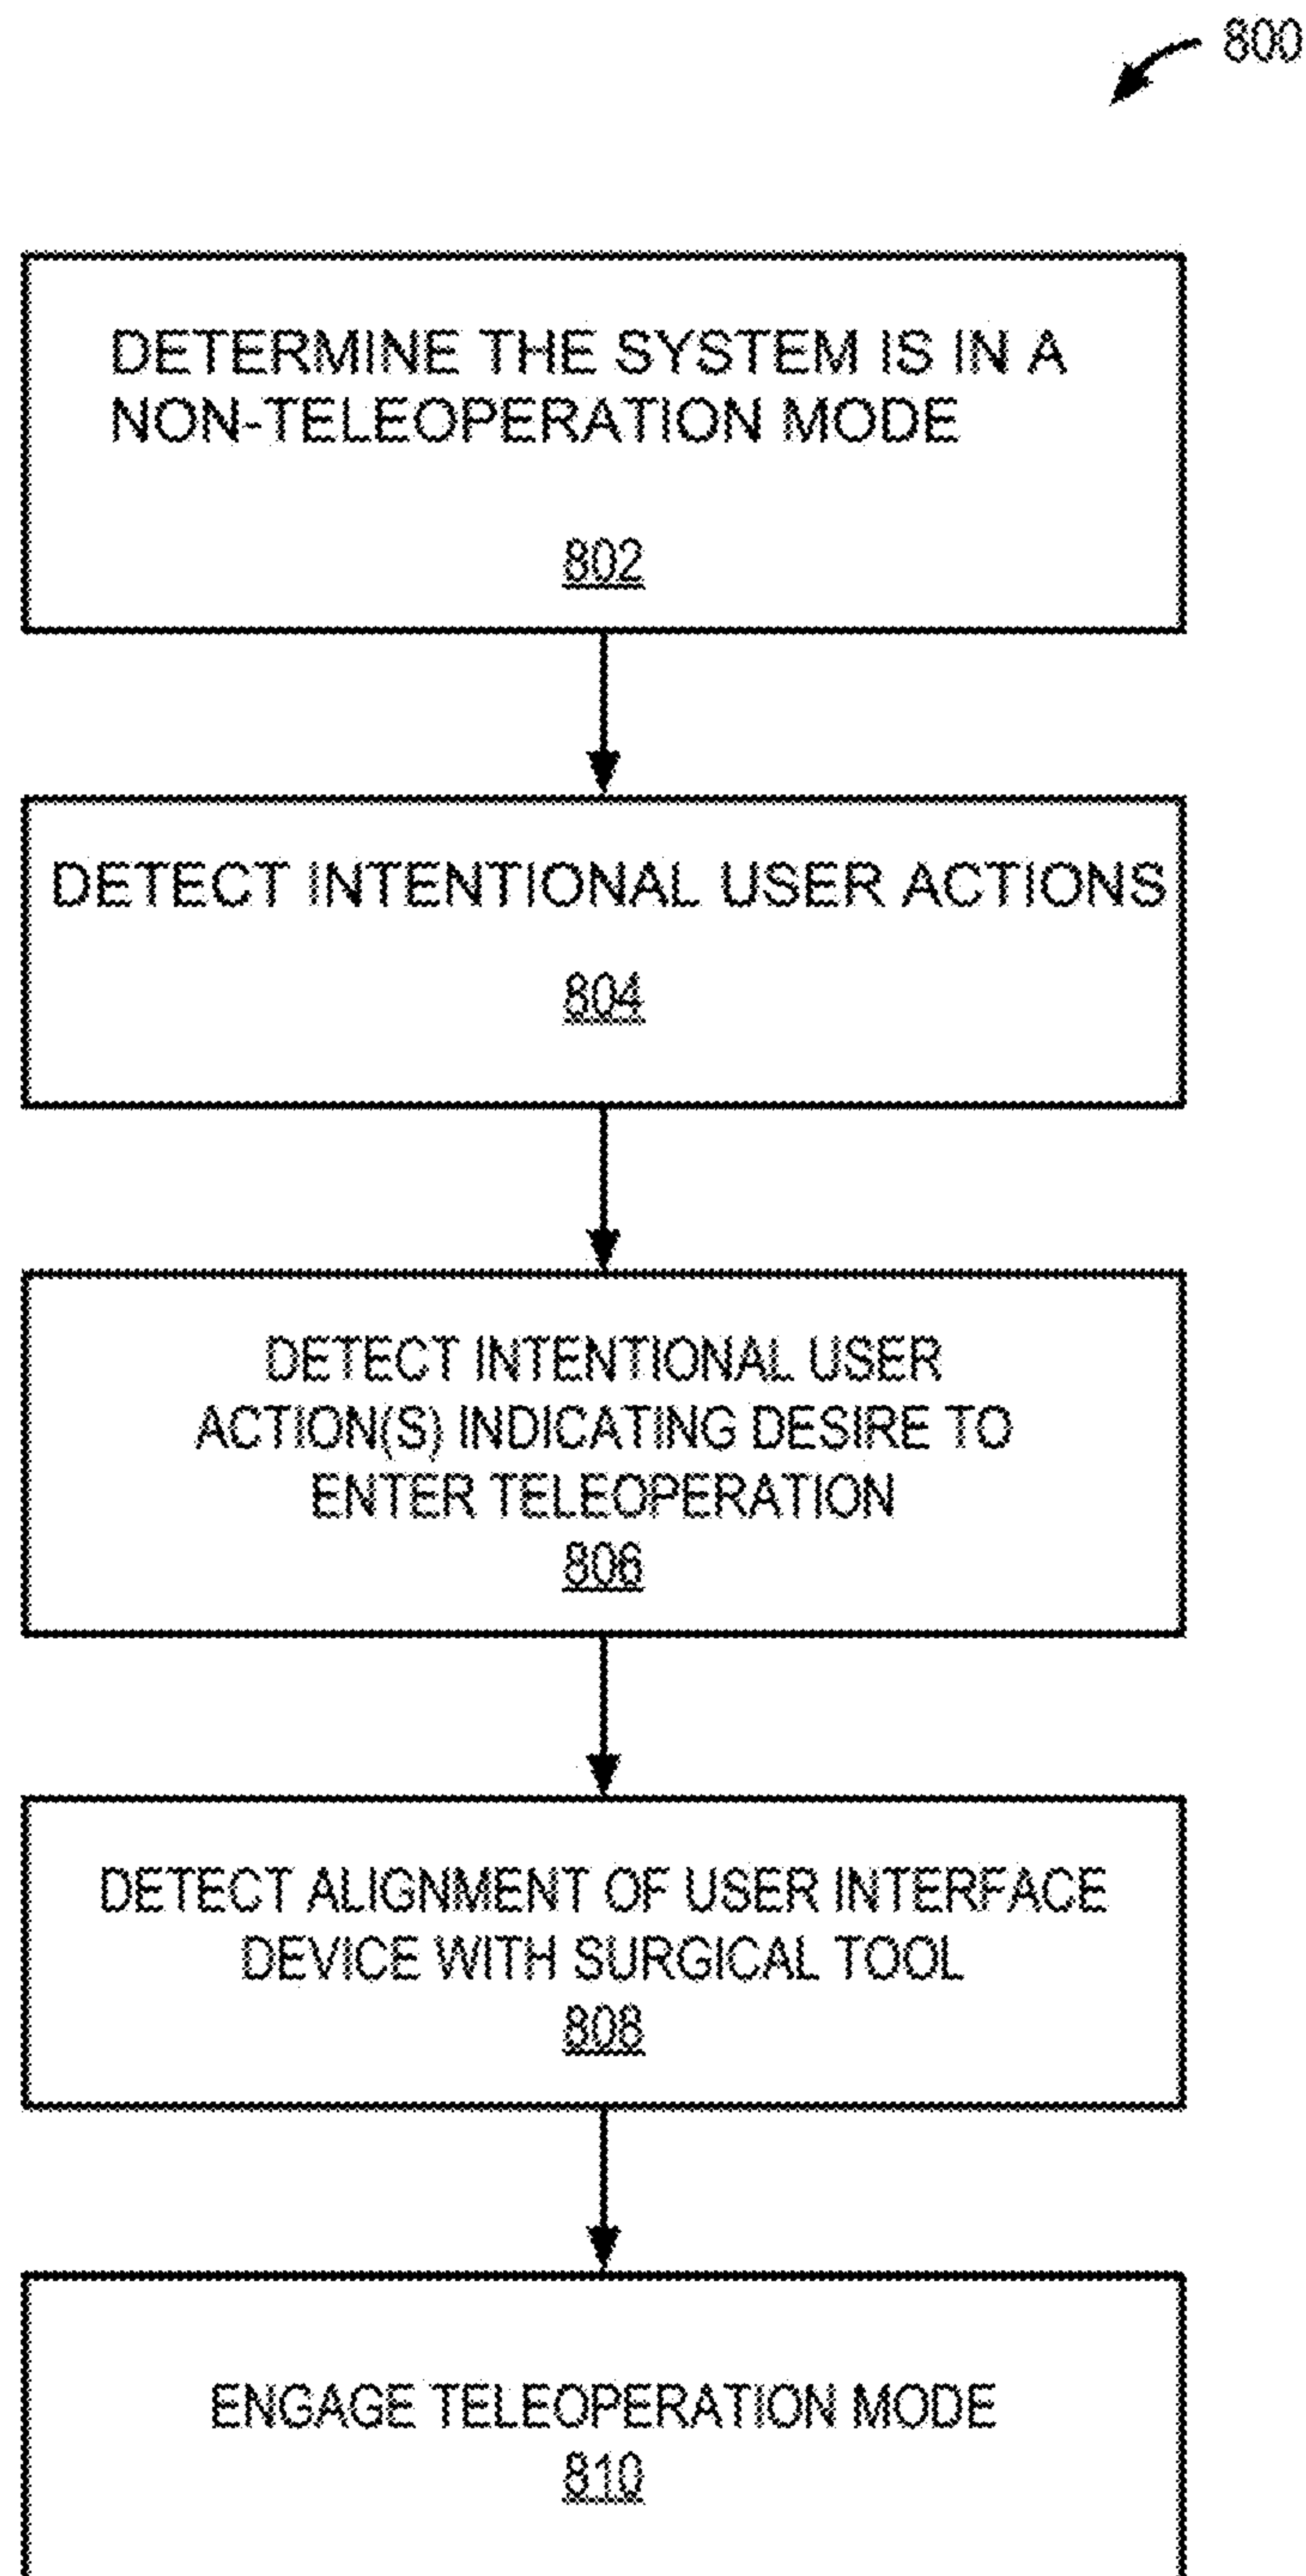 800
DETERMINE THE SYSTEM IS IN A
NON-TELEOPERATION MODE
802
DETECT INTENTIONAL USER ACTIONS
804
DETECT INTENTIONAL USER
ACTION(S) INDICATING DESIRE TO
ENTER TELEOPERATION
806
DETECT ALIGNMENT OF USER INTERFACE
DEVICE WITH SURGICAL TOOL
808
ENGAGE TELEOPERATION MODE
810